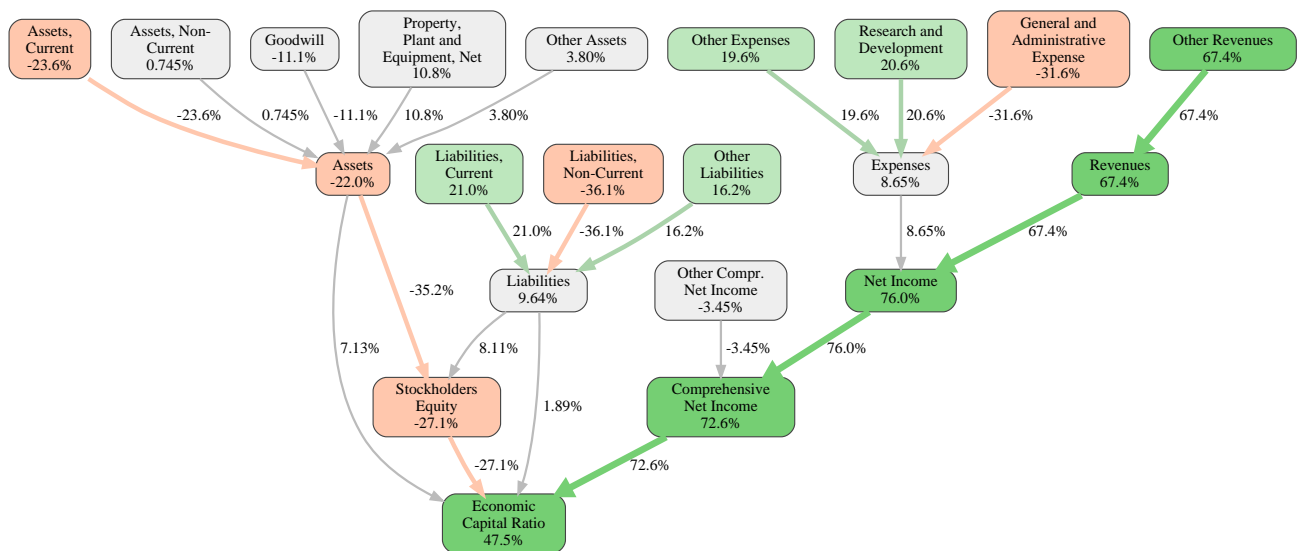 Assets,
Current
-23.6%
Assets, Non-
Current
0.745%
Goodwill
-11.1%
Property,
Plant and
Equipment, Net
10.8%
Other Assets
3.80%
Other Expenses
19.6%
Research and
Development
20.6%
General and
Administrative
Expense
-31.6%
Other Revenues
67.4%
-23.6%
0.745%
-11.1%
10.8%
3.80%
19.6%
20.6%
-31.6%
67.4%
Assets
-22.0%
Liabilities,
Current
21.0%
Liabilities,
Non-Current
-36.1%
Other
Liabilities
16.2%
Expenses
8.65%
Revenues
67.4%
21.0%
-36.1%
16.2%
8.65%
67.4%
-35.2%
Liabilities
9.64%
Other Compr.
Net Income
-3.45%
Net Income
76.0%
7.13%
8.11%
-3.45%
76.0%
Stockholders
Equity
-27.1%
1.89%
Comprehensive
Net Income
72.6%
-27.1%
72.6%
Economic
Capital Ratio
47.5%